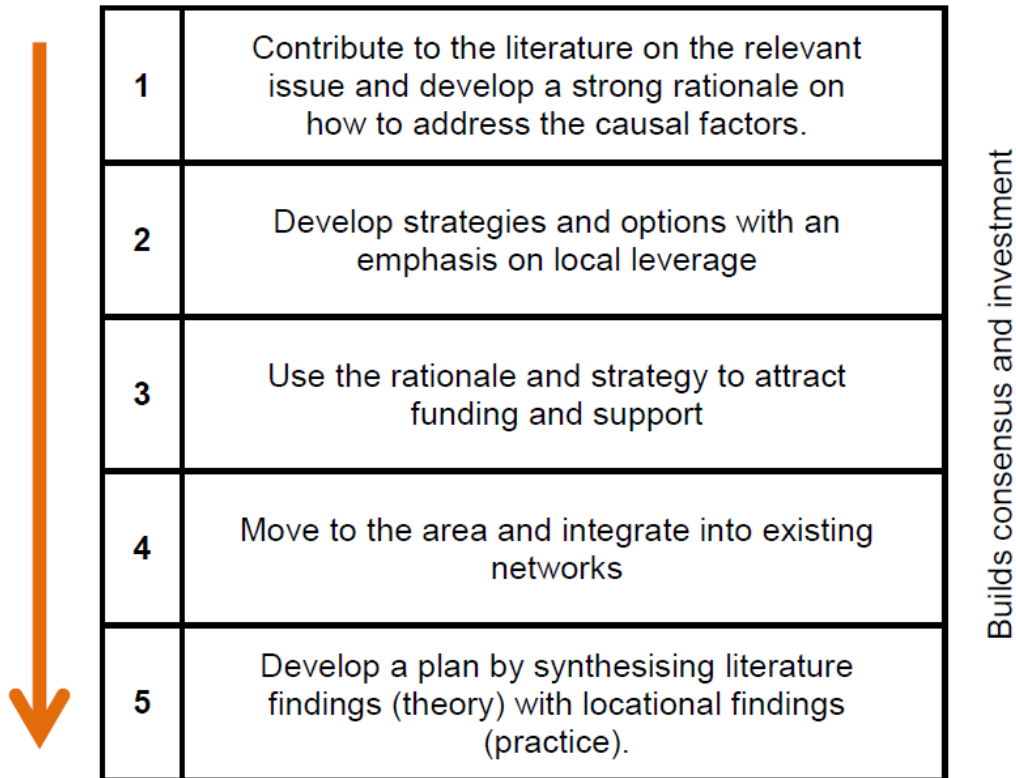 1
Contribute to the literature on the relevant
issue and develop a strong rationale on
how to address the causal factors.
2
Develop strategies and options with an
emphasis on local leverage
3
Use the rationale and strategy to attract
funding and support
4
Move to the area and integrate into existing
networks
5
Develop a plan by synthesising literature
findings (theory) with locational findings
(practice).
Builds consensus and investment